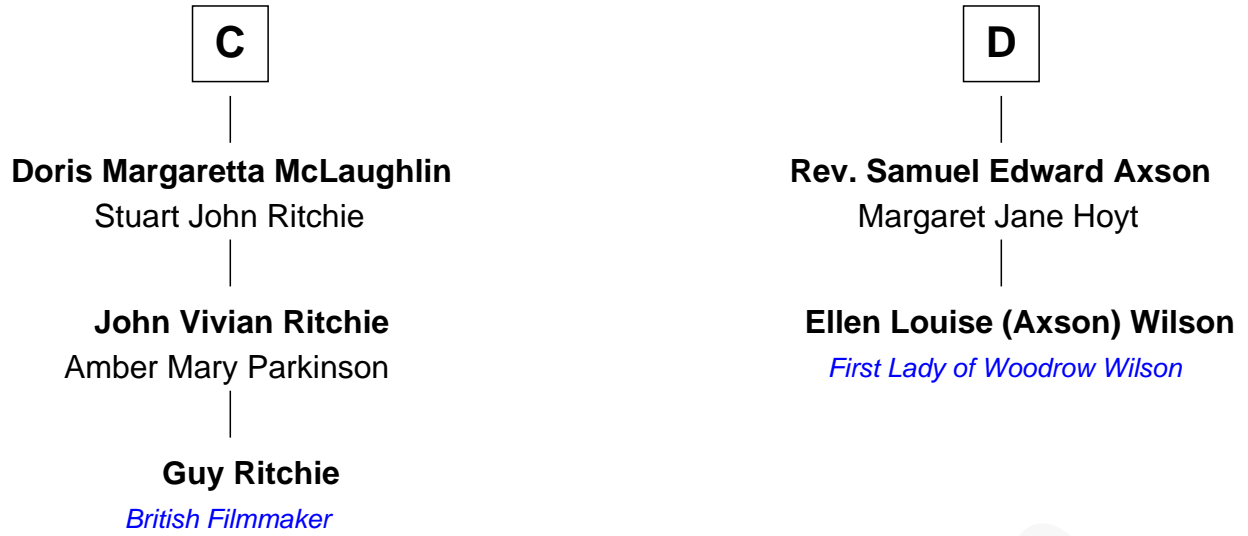 C
Doris Margaretta McLaughlin
Stuart John Ritchie
John Vivian Ritchie
Amber Mary Parkinson
Guy Ritchie
British Filmmaker
D
Rev. Samuel Edward Axson
Margaret Jane Hoyt
Ellen Louise (Axson) Wilson
First Lady of Woodrow Wilson